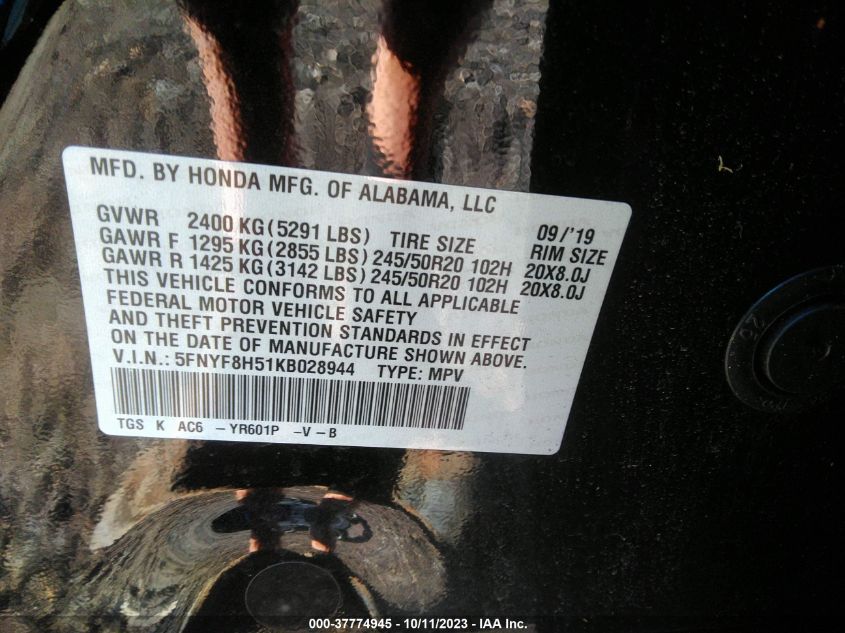 MFD. BY HONDA MFG. OF ALABAMA, LLC
09/'19
GVWR 2400 KG(5291 LBS) TIRE SIZE RIM SIZE
GAWR F 1295 KG(2855 LBS) 245/50R20 102H 20X8.0J
GAWR R 1425 KG(3142 LBS) 245/50R20 102H 20X8.0J
THIS VEHICLE CONFORMS TO ALL APPLICABLE
FEDERAL MOTOR VEHICLE SAFETY
AND THEFT PREVENTION STANDARDS IN EFFECT
ON THE DATE OF MANUFACTURE SHOWN ABOVE.
V.I.N.: 5FNYF8H51KB028944 TYPE: MPV
TGS K AC6 -YR601P -V-B
000-37774945 - 10/11/2023 - IAA Inc.